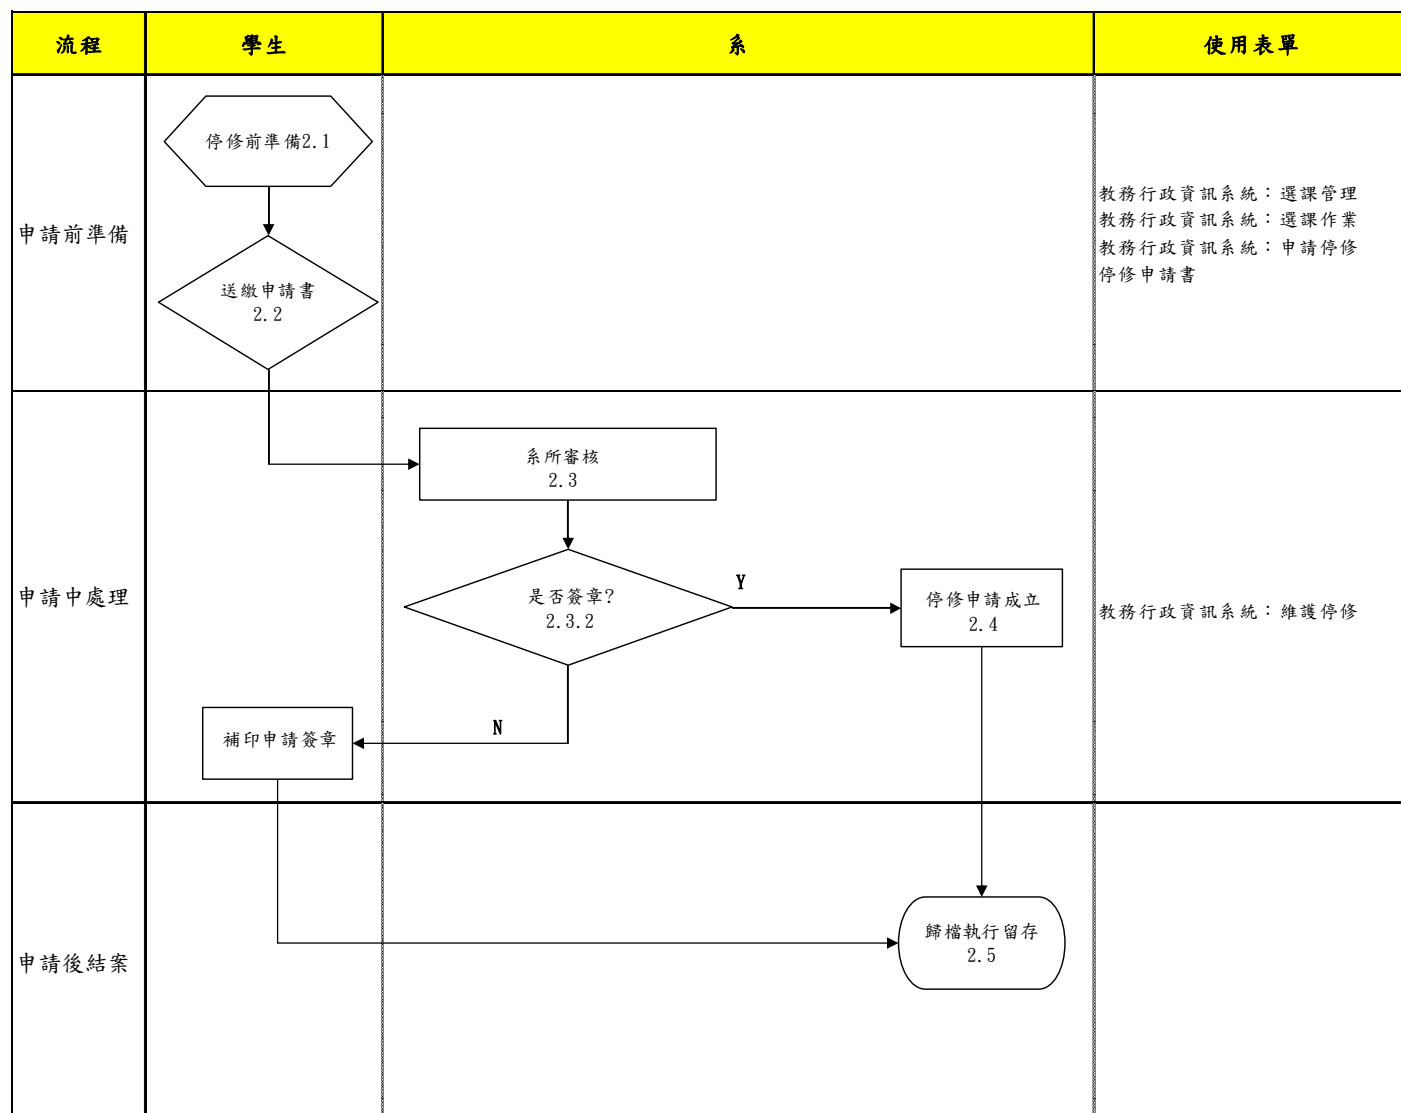 流程
學生
系
使用表單
申請前準備
停修前準備2.1
送繳申請書
2.2
教務行政資訊系統：選課管理
教務行政資訊系統：選課作業
教務行政資訊系統：申請停修
停修申請書
申請中處理
系所審核
2.3
是否簽章?
2.3.2
Y
停修申請成立
2.4
N
補印申請簽章
教務行政資訊系統：維護停修
申請後結案
歸檔執行留存
2.5